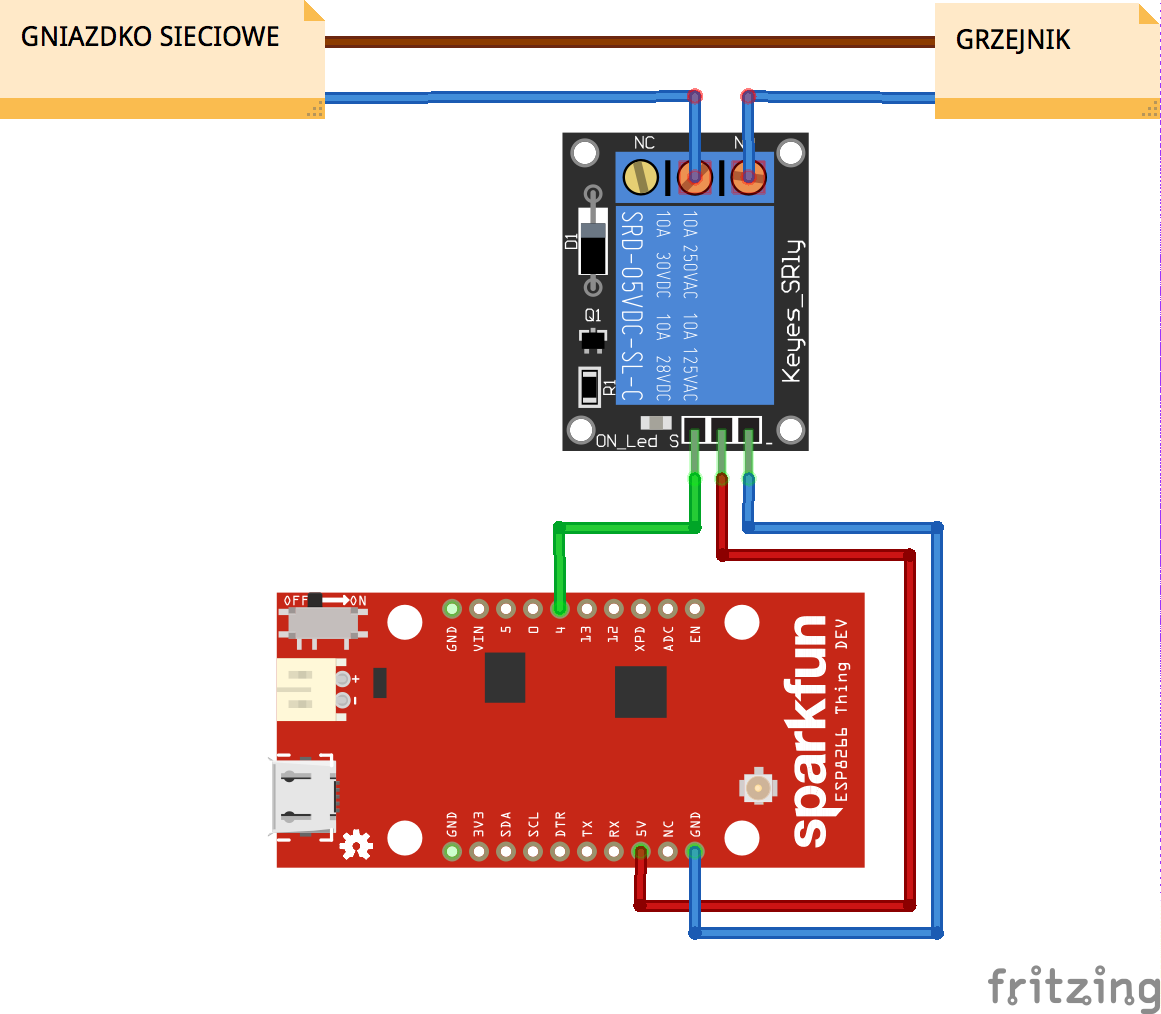 GNIAZDKO SIECIOWE
GRZEJNIK
NC
D1
Q1
R1
SRD-05VDC-SL-C
10A 30VDC 10A 28VDC
10A 250VAC 10A 125VAC
Keyes_SRly
ON_Led S
-
OFF
ON
GND
VIN
5
0
4
13
12
XPD
ADC
EN
+
-
sparkfun
ESP8266 Thing DEV
GND
3V3
SDA
SCL
DTR
TX
RX
5V
NC
GND
fritzing